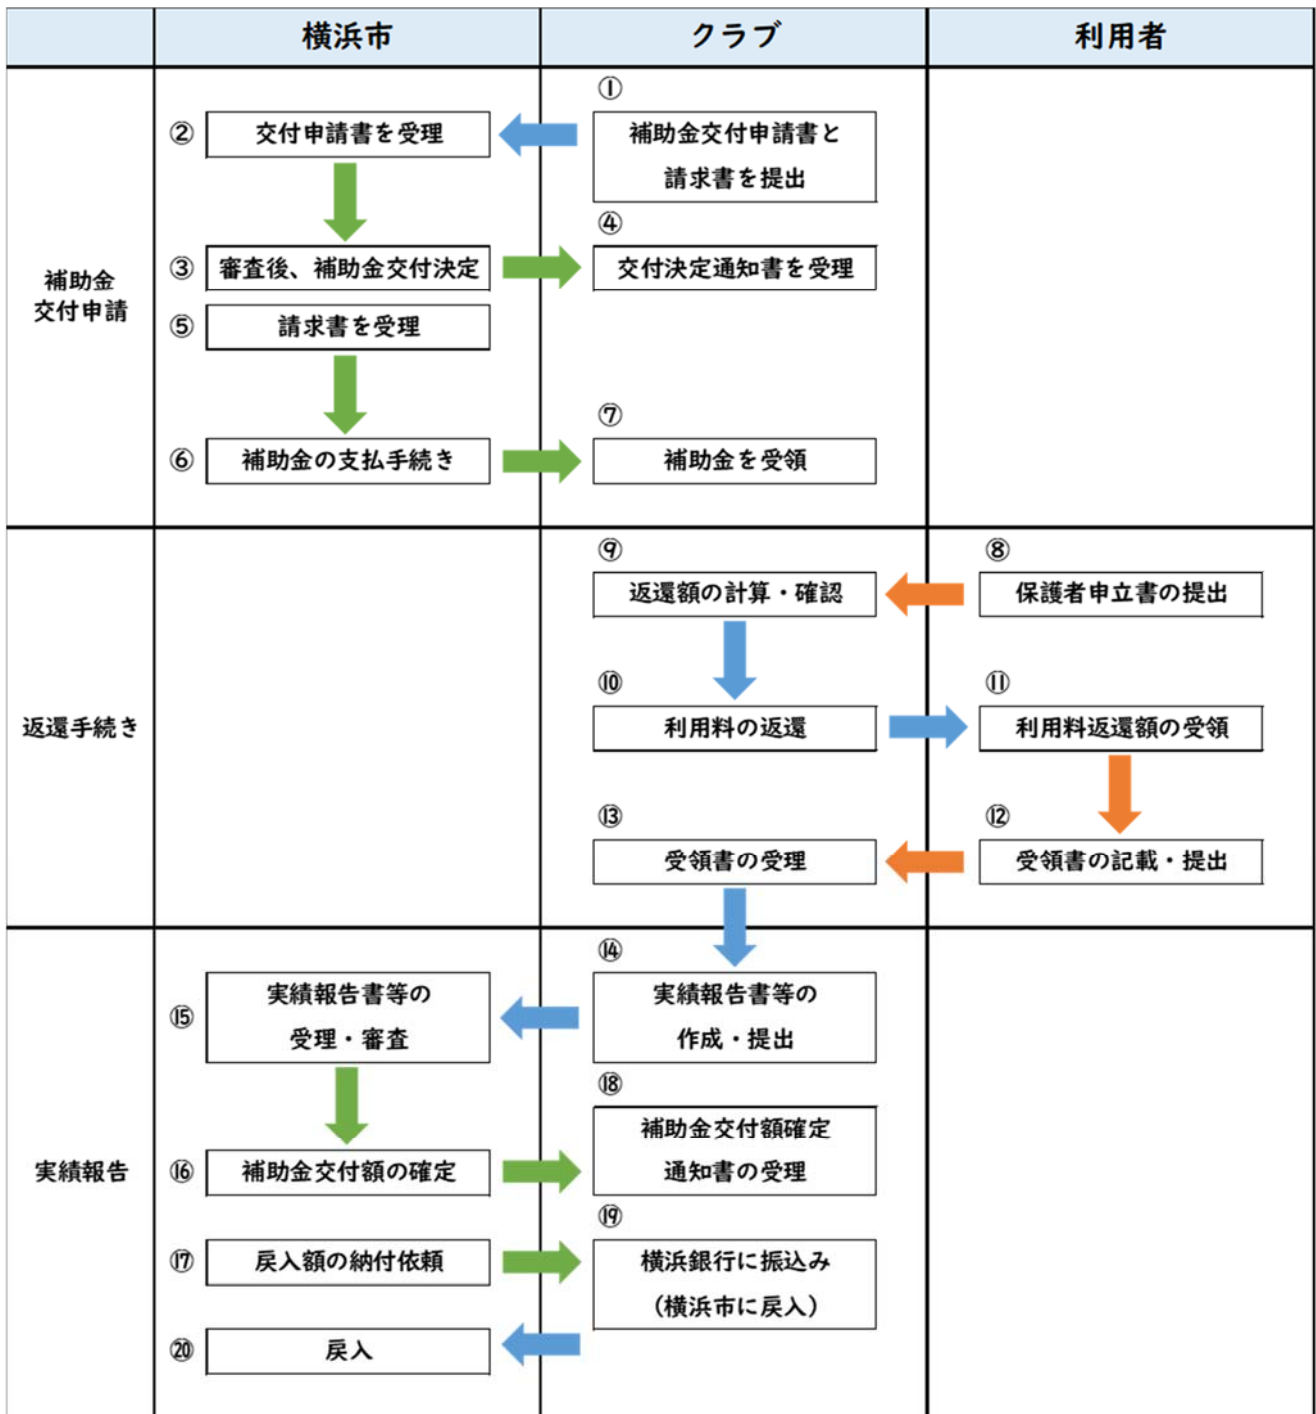 横浜市
クラブ
利用者
補助金
交付申請
①
補助金交付申請書と
請求書を提出
②
交付申請書を受理
③
審査後、補助金交付決定
④
交付決定通知書を受理
⑤
請求書を受理
⑥
補助金の支払手続き
⑦
補助金を受領
返還手続き
⑧
保護者申立書の提出
⑨
返還額の計算・確認
⑩
利用料の返還
⑪
利用料返還額の受領
⑫
受領書の記載・提出
⑬
受領書の受理
実績報告
⑭
実績報告書等の
作成・提出
⑮
実績報告書等の
受理・審査
⑯
補助金交付額の確定
⑰
戻入額の納付依頼
⑱
補助金交付額確定
通知書の受理
⑲
横浜銀行に振込み
（横浜市に戻入）
⑳
戻入